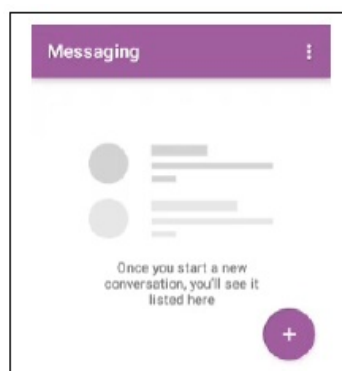 Messaging
Once you start a new
conversation, you'll see it
listed here
+